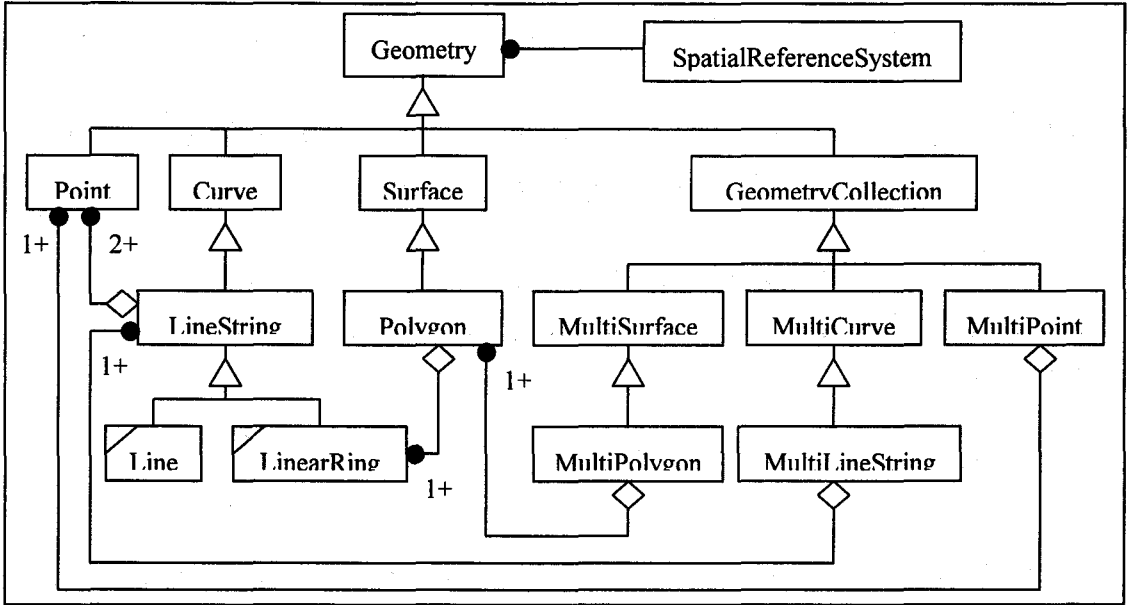 Geometry
SpatialReferenceSystem
Point
Curve
Surface
GeometryCollection
1+
2+
LineString
Polygon
MultiSurface
MultiCurve
MultiPoint
1+
1+
Line
LinearRing
MultiPolygon
MultiLineString
1+